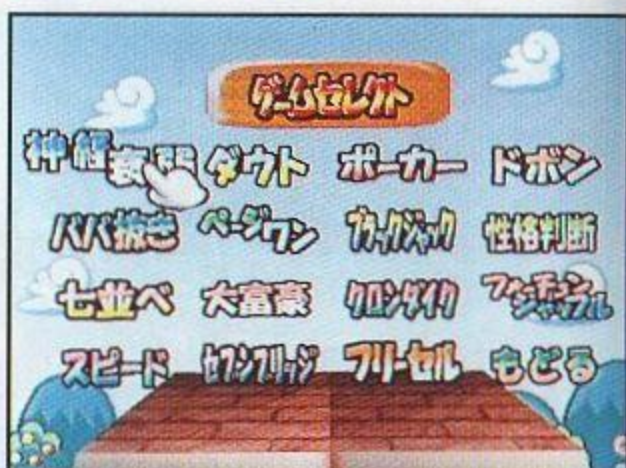 ゲームセレクト
神経衰弱 ダウト ポーカー ドボン
ババ抜き ページワン ブラックジャック 性格判断
七並べ 大富豪 クロンダイク フォーチュンシャッフル
スピード セブンブリッジ フリーセル もどる